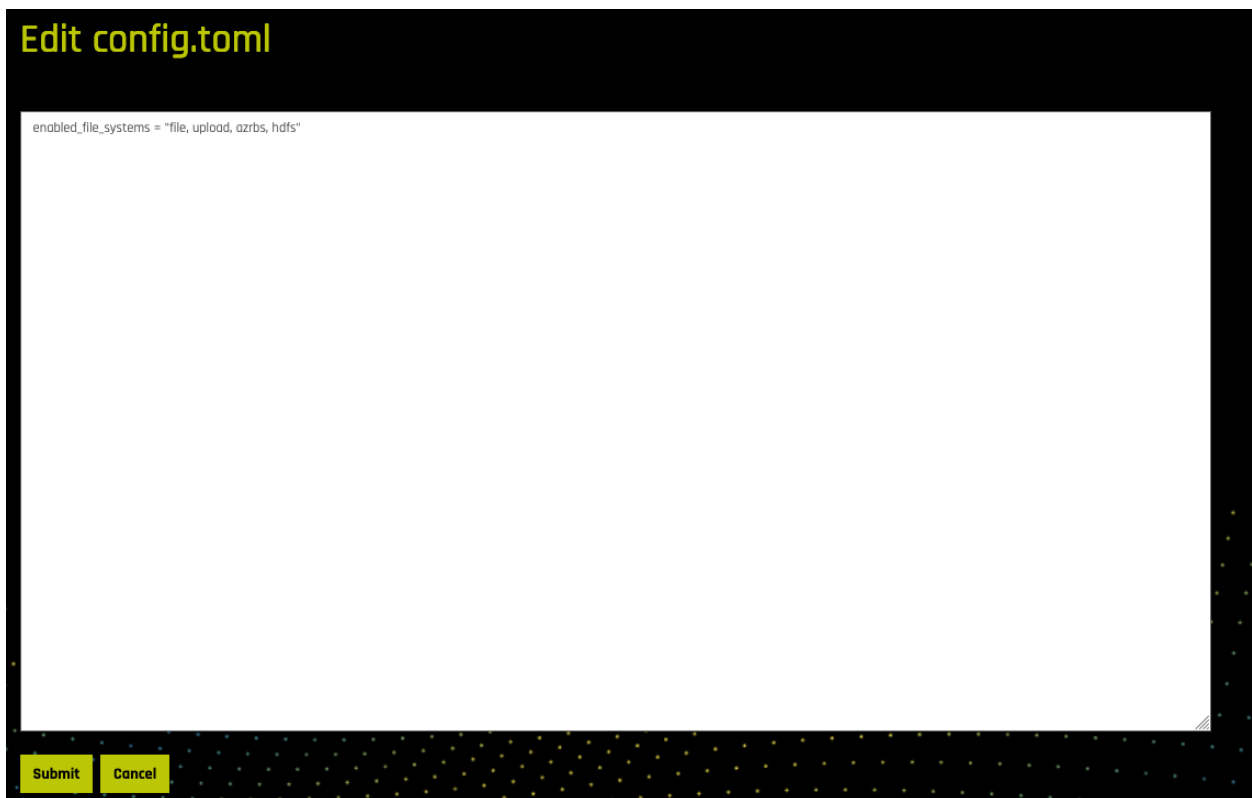 Edit config.toml
enabled_file_systems = "file, upload, azrbs, hdfs"
Submit
Cancel